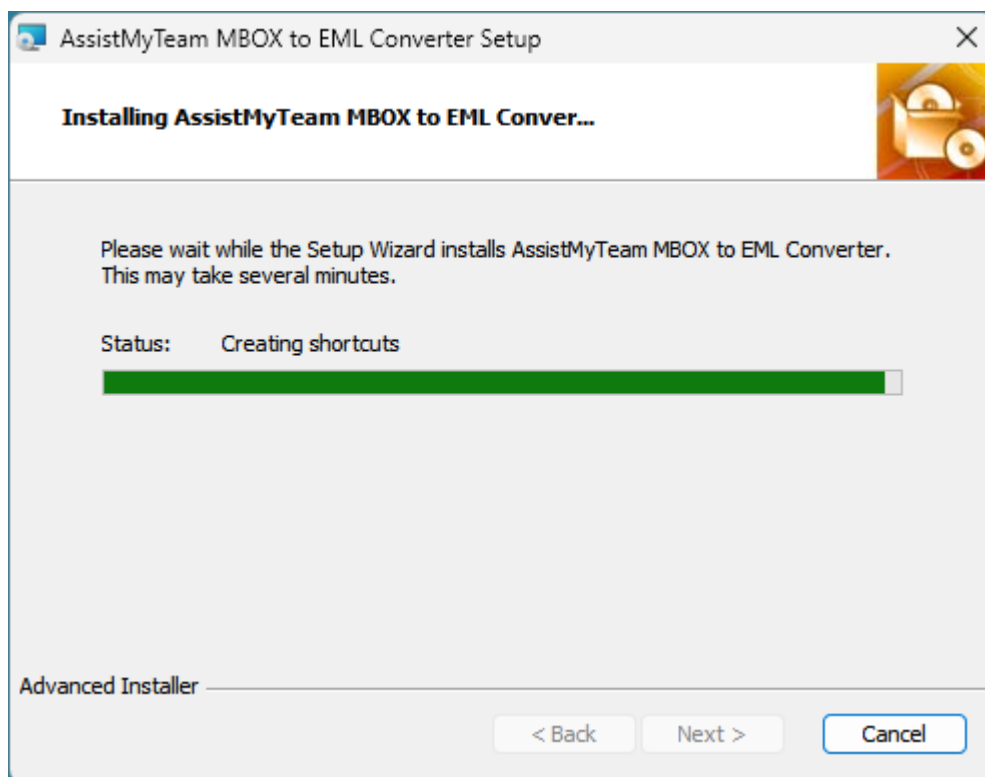 AssistMyTeam MBOX to EML Converter Setup
Installing AssistMyTeam MBOX to EML Conver...
Please wait while the Setup Wizard installs AssistMyTeam MBOX to EML Converter.
This may take several minutes.
Status: Creating shortcuts
Advanced Installer
< Back Next > Cancel